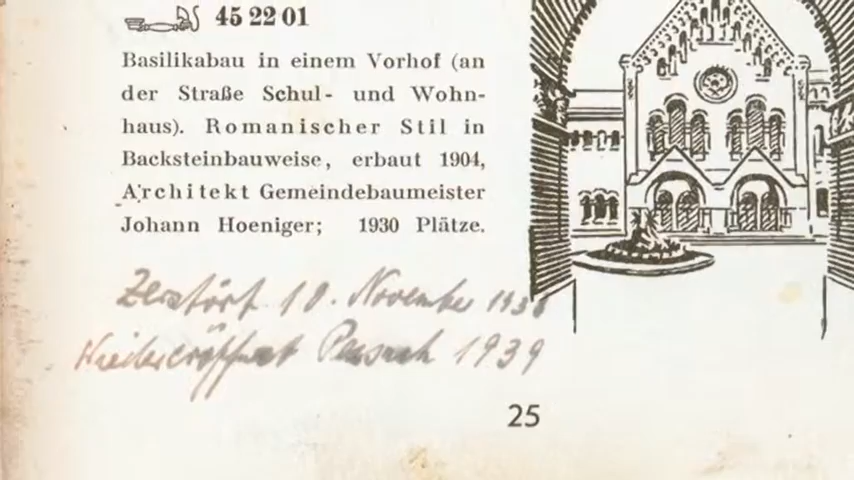 45 22 01
Basilikabau in einem Vorhof (an
der Straße Schul- und Wohn-
haus). Romanischer Stil in
Backsteinbauweise, erbaut 1904,
Architekt Gemeindebaumeister
Johann Hoeniger; 1930 Plätze.
Zerstört 10. November 1938
Wiedereröffnet Pessach 1939
25